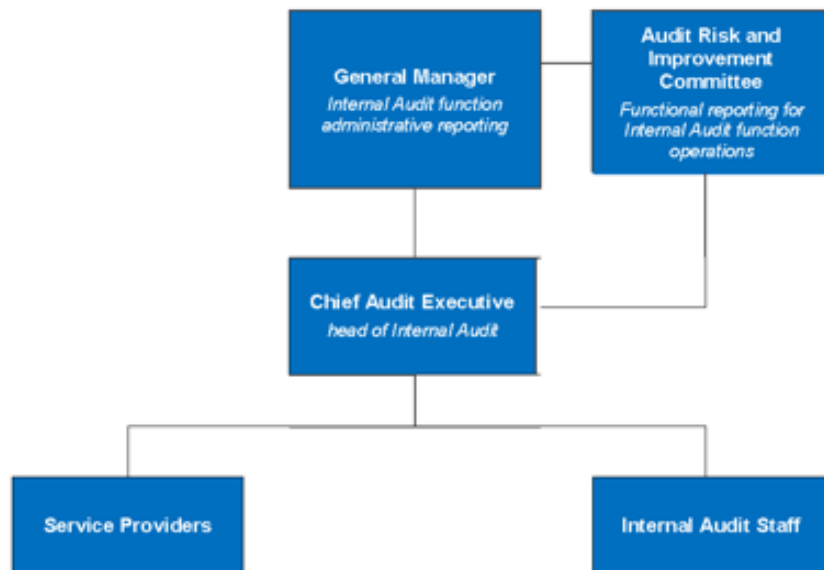 General Manager
Internal Audit function
administrative reporting
Audit Risk and
Improvement
Committee
Functional reporting for
Internal Audit function
operations
Chief Audit Executive
head of Internal Audit
Service Providers
Internal Audit Staff